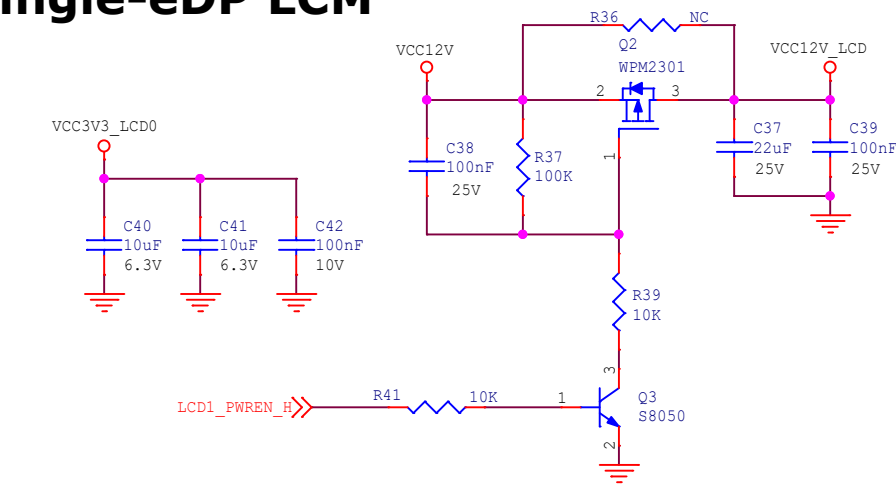 ingle-eDP LCM
R36
NC
Q2
VCC12V
VCC12V_LCD
WPM2301
2
3
VCC3V3_LCD0
C38
100nF
25V
R37
100K
1
C37
22uF
25V
C39
100nF
25V
C40
10uF
6.3V
C41
10uF
6.3V
C42
100nF
10V
R39
10K
3
LCD1_PWREN_H
R41
10K
1
Q3
S8050
2